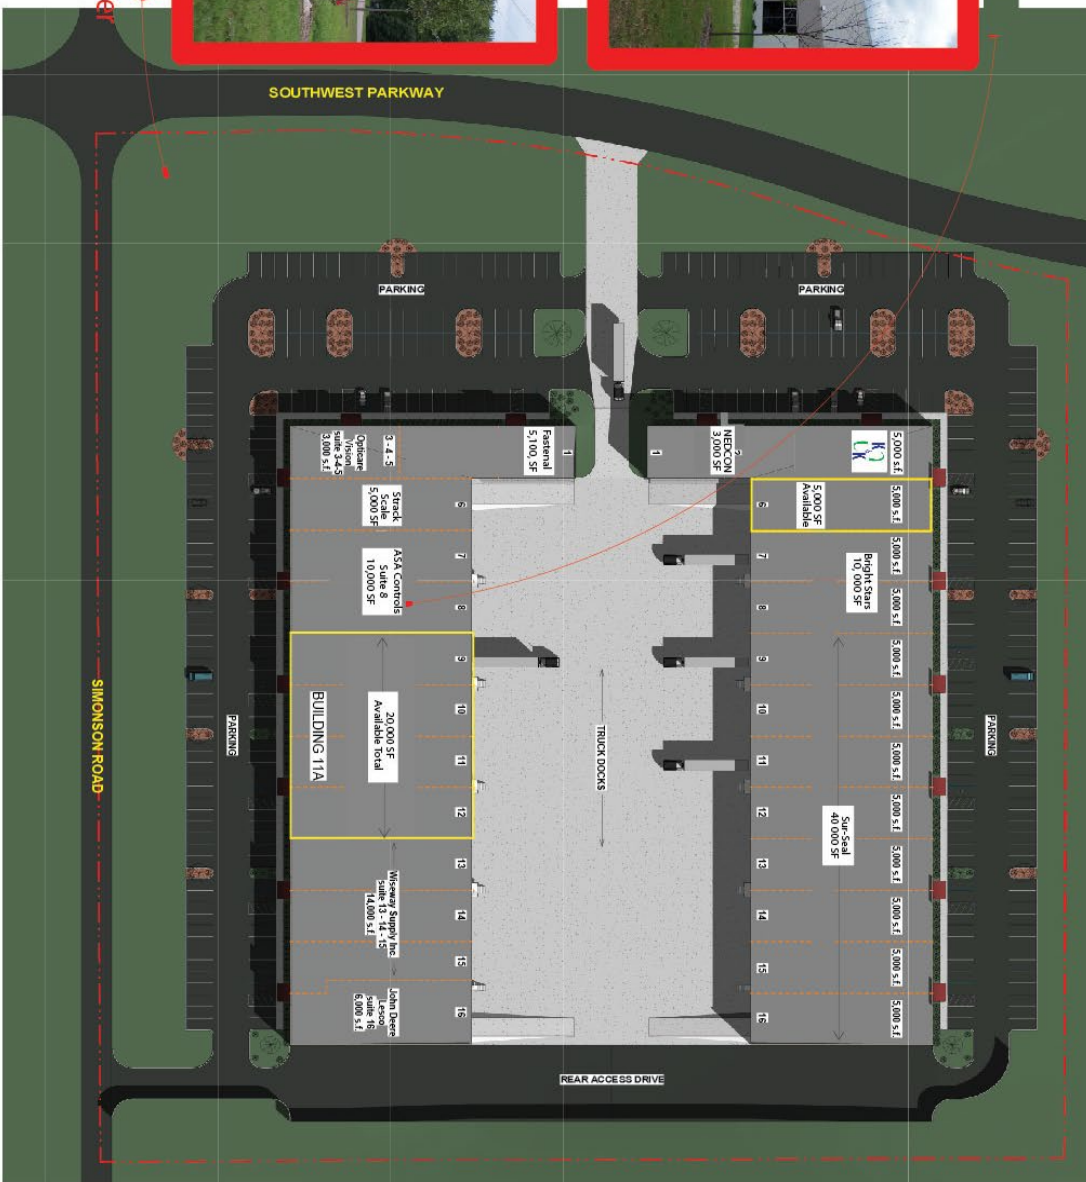 er
SOUTHWEST PARKWAY
PARKING
PARKING
3 - 4 - 5
Opticare
Vision
suite 3-4-5
3,000 s.f.
Fastenal
5,100, SF
1
1
NEDCON
3,000 SF
2
KOLK
5,000 s.f.
Strack
Scale
5,000 SF
6
6
5,000 SF
Available
5,000 s.f.
ASA Controls
Suite 8
10,000 SF
7
7
Bright Stars
10, 000 SF
5,000 s.f.
8
8
5,000 s.f.
9
9
5,000 s.f.
SIMONSON ROAD
PARKING
BUILDING 11A
20,000 SF
Available Total
10
TRUCK DOCKS
10
5,000 s.f.
PARKING
11
11
5,000 s.f.
12
12
Sur-Seal
40 000 SF
5,000 s.f.
13
13
5,000 s.f.
Wiseway Supply Inc
suite 13 - 14 - 15
14,000 s.f.
14
14
5,000 s.f.
15
15
5,000 s.f.
John Deere
Lesco
suite 16
6,000 s.f.
16
16
5,000 s.f.
REAR ACCESS DRIVE